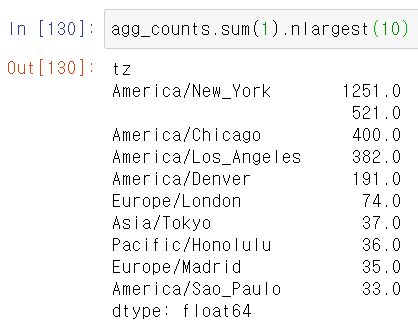 In [130]: agg_counts.sum(1).nlargest(10)
Out[130]: tz
America/New_York 1251.0
521.0
America/Chicago 400.0
America/Los_Angeles 382.0
America/Denver 191.0
Europe/London 74.0
Asia/Tokyo 37.0
Pacific/Honolulu 36.0
Europe/Madrid 35.0
America/Sao_Paulo 33.0
dtype: float64